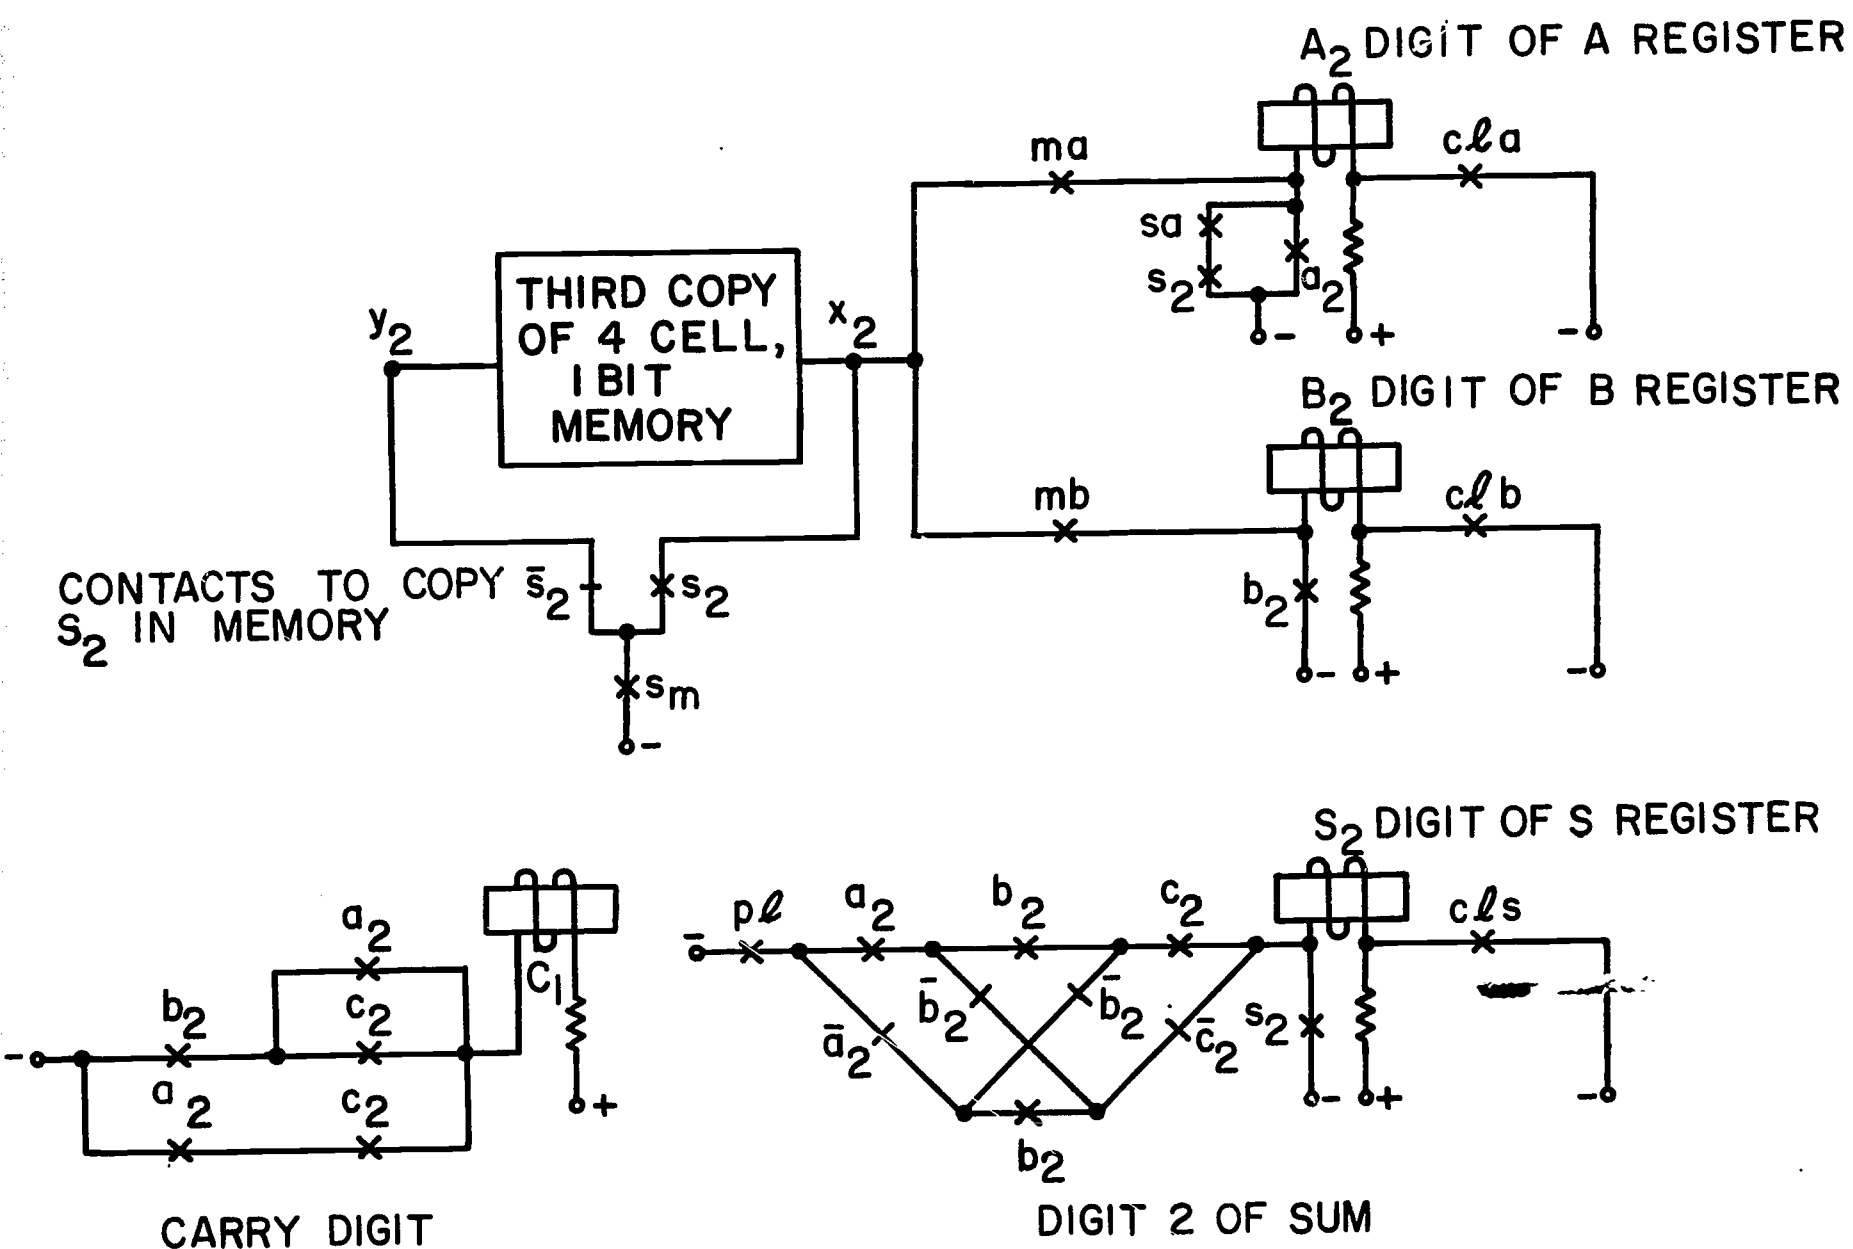 A2 DIGIT OF A REGISTER
ma
cla
sa
s2
a2
- +
-
y2
THIRD COPY
OF 4 CELL,
1 BIT
MEMORY
x2
B2 DIGIT OF B REGISTER
mb
clb
b2
- +
-
CONTACTS TO COPY
S2 IN MEMORY
s̄2
s2
sm
-
S2 DIGIT OF S REGISTER
a2
b2
c2
-
a2
c2
C1
+
CARRY DIGIT
-
pl
a2
b2
c2
ā2
b̄2
b̄2
c̄2
b2
s2
cls
- +
-
DIGIT 2 OF SUM